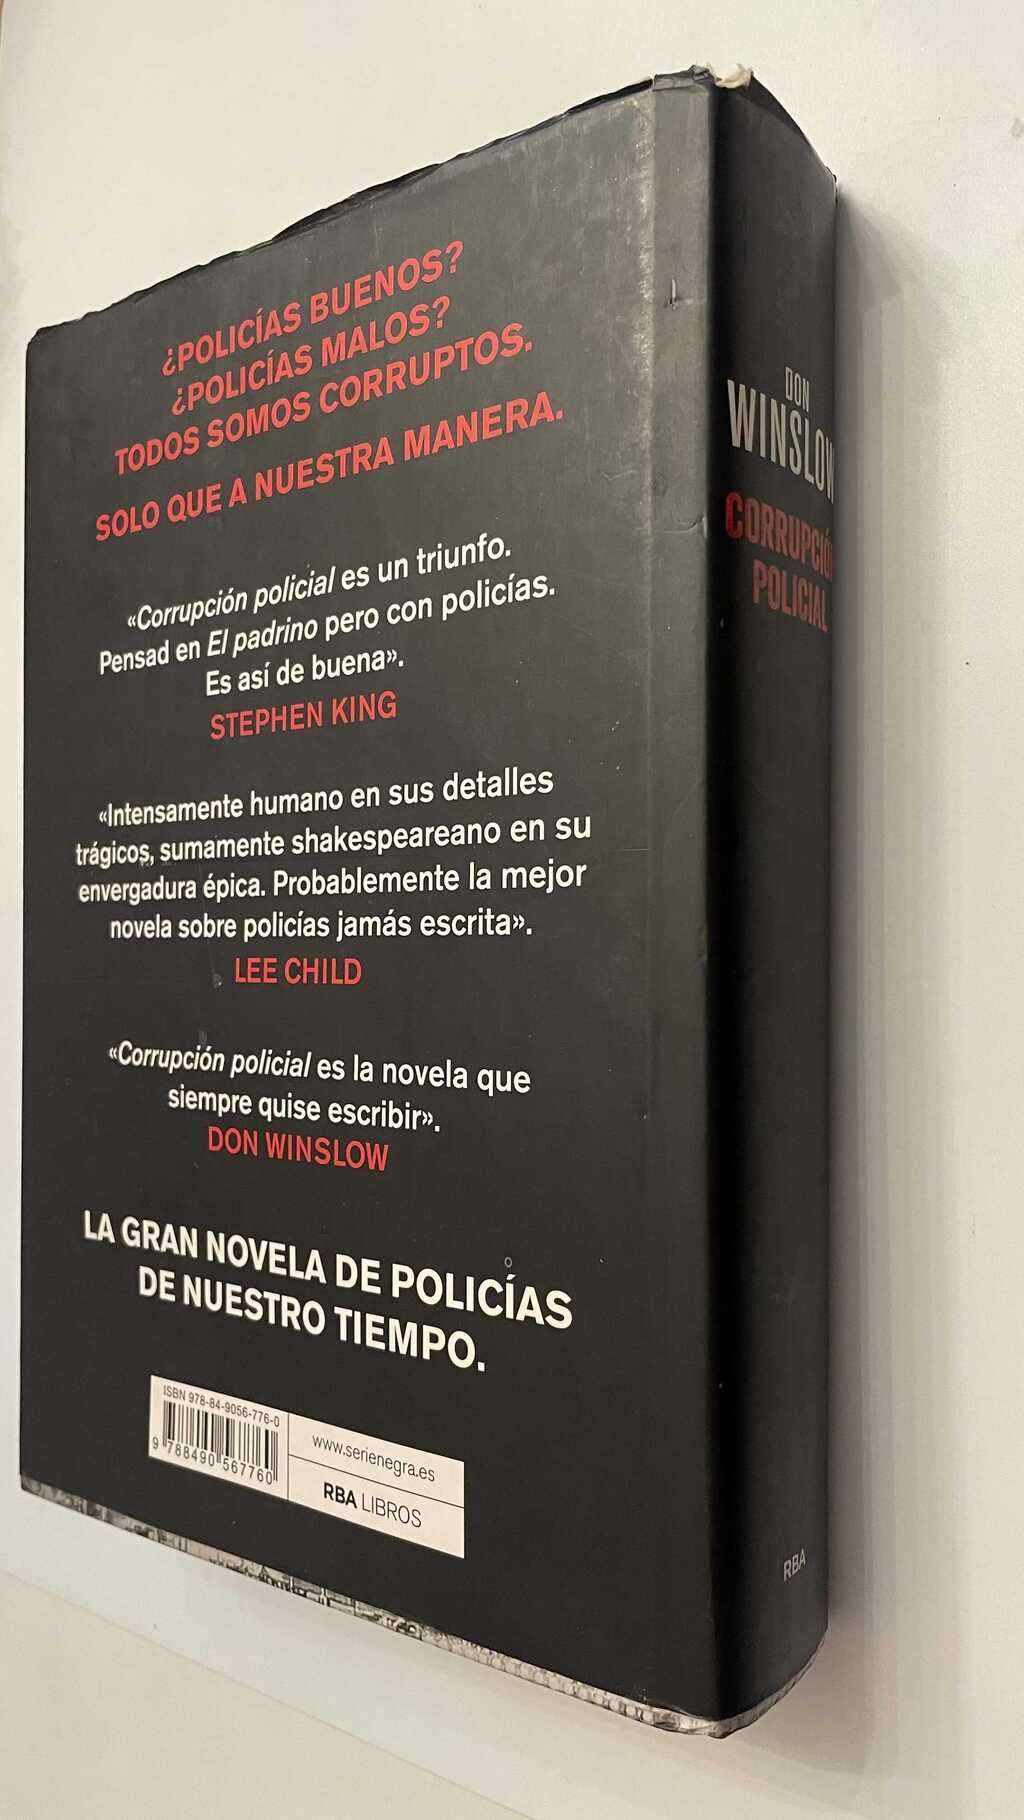 ¿POLICÍAS BUENOS?
¿POLICÍAS MALOS?
TODOS SOMOS CORRUPTOS.
SOLO QUE A NUESTRA MANERA.
«Corrupción policial es un triunfo.
Pensad en El padrino pero con policías.
Es así de buena».
STEPHEN KING
«Intensamente humano en sus detalles
trágicos, sumamente shakespeareano en su
envergadura épica. Probablemente la mejor
novela sobre policías jamás escrita».
LEE CHILD
«Corrupción policial es la novela que
siempre quise escribir».
DON WINSLOW
LA GRAN NOVELA DE POLICÍAS
DE NUESTRO TIEMPO.
ISBN 978-84-9056-776-0
9 788490 567760
www.serienegra.es
RBA LIBROS
DON
WINSLOW
CORRUPCIÓN
POLICIAL
RBA